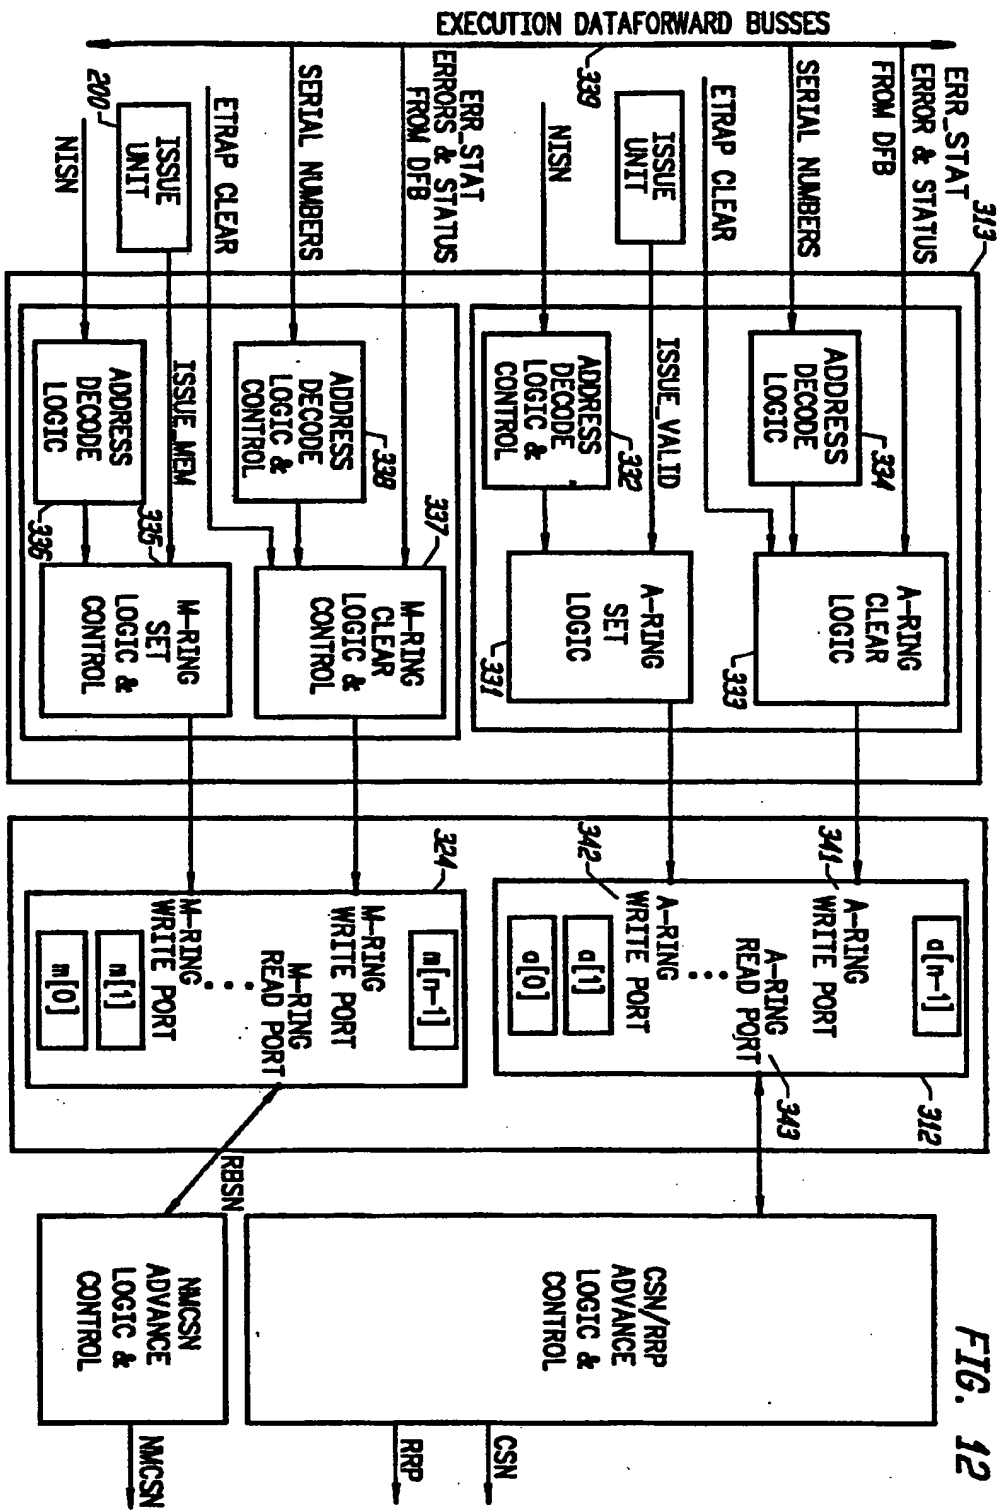 FIG. 12
EXECUTION DATAFORWARD BUSSES
339
ERR_STAT
ERROR & STATUS
FROM DFB
SERIAL NUMBERS
ETRAP CLEAR
ISSUE
UNIT
NISN
ERR_STAT
ERRORS & STATUS
FROM DFB
SERIAL NUMBERS
ETRAP CLEAR
200
ISSUE
UNIT
NISN
313
ADDRESS
DECODE
LOGIC
334
A-RING
CLEAR
LOGIC
333
ISSUE_VALID
ADDRESS
DECODE
LOGIC &
CONTROL
332
A-RING
SET
LOGIC
331
ADDRESS
DECODE
LOGIC &
CONTROL
338
M-RING
CLEAR
LOGIC &
CONTROL
337
ISSUE_MEM
ADDRESS
DECODE
LOGIC
336
335
M-RING
SET
LOGIC &
CONTROL
341
A-RING
WRITE PORT
a[n-1]
312
A-RING
READ PORT
343
342
A-RING
WRITE PORT
a[1]
a[0]
324
M-RING
WRITE PORT
m[n-1]
M-RING
READ PORT
M-RING
WRITE PORT
m[1]
m[0]
RBSN
CSN/RRP
ADVANCE
LOGIC &
CONTROL
CSN
RRP
NMCSN
ADVANCE
LOGIC &
CONTROL
NMCSN